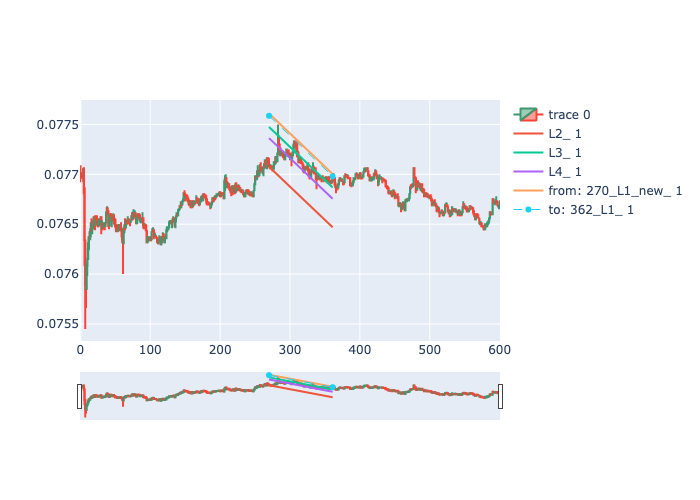 0.0775
0.077
0.0765
0.076
0.0755
0
100
200
300
400
500
600
trace 0
L2_ 1
L3_ 1
L4_ 1
from: 270_L1_new_ 1
to: 362_L1_ 1